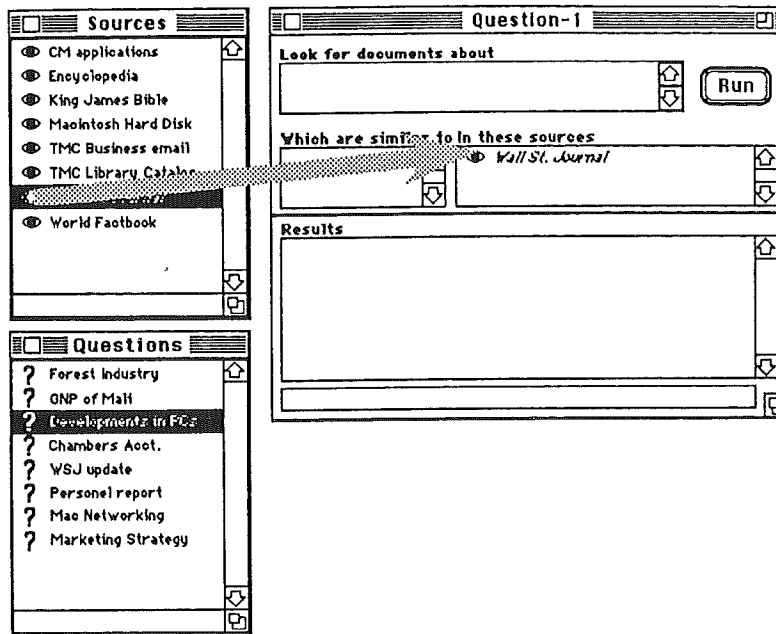 Sources
CM applications
Encyclopedia
King James Bible
Macintosh Hard Disk
TMC Business email
TMC Library Catalog
World Factbook
Question-1
Look for documents about
Run
Which are similar to In these sources
Wall St. Journal
Results
Questions
? Forest Industry
? GNP of Mali
? Developments in PCs
? Chambers Acct.
? WSJ update
? Personel report
? Mac Networking
? Marketing Strategy